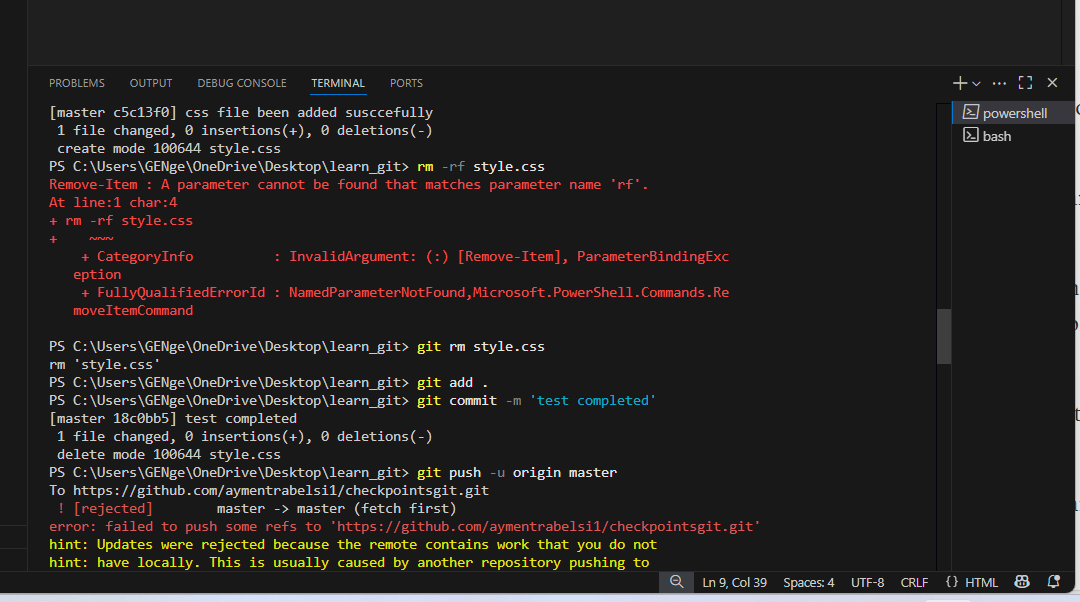 PROBLEMS OUTPUT DEBUG CONSOLE TERMINAL PORTS
[master c5c13f0] css file been added susccefully
1 file changed, 0 insertions(+), 0 deletions(-)
create mode 100644 style.css
PS C:\Users\GENge\OneDrive\Desktop\learn_git> rm -rf style.css
Remove-Item : A parameter cannot be found that matches parameter name 'rf'.
At line:1 char:4
+ rm -rf style.css
+    ~~~
+ CategoryInfo          : InvalidArgument: (:) [Remove-Item], ParameterBindingExc
eption
+ FullyQualifiedErrorId : NamedParameterNotFound,Microsoft.PowerShell.Commands.Re
moveItemCommand
PS C:\Users\GENge\OneDrive\Desktop\learn_git> git rm style.css
rm 'style.css'
PS C:\Users\GENge\OneDrive\Desktop\learn_git> git add .
PS C:\Users\GENge\OneDrive\Desktop\learn_git> git commit -m 'test completed'
[master 18c0bb5] test completed
1 file changed, 0 insertions(+), 0 deletions(-)
delete mode 100644 style.css
PS C:\Users\GENge\OneDrive\Desktop\learn_git> git push -u origin master
To https://github.com/aymentrabelsi1/checkpointsgit.git
! [rejected]        master -> master (fetch first)
error: failed to push some refs to 'https://github.com/aymentrabelsi1/checkpointsgit.git'
hint: Updates were rejected because the remote contains work that you do not
hint: have locally. This is usually caused by another repository pushing to
powershell
bash
Ln 9, Col 39 Spaces: 4 UTF-8 CRLF {} HTML